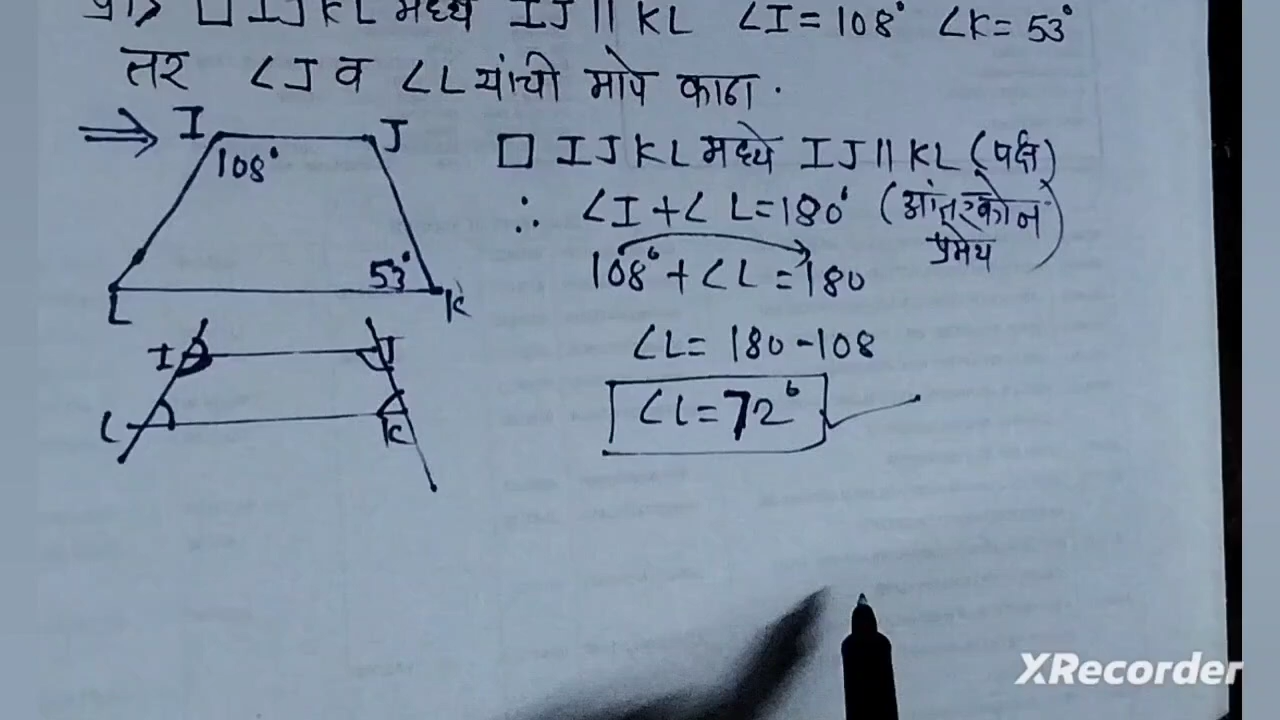 □ IJKL मध्ये IJ || KL ∠I = 108° ∠K = 53°
तर ∠J व ∠L यांची मापे काढा.
⇒ I J
108°
53°
L K
I J
L K
□ IJKL मध्ये IJ || KL (पक्ष)
∴ ∠I + ∠L = 180° (आंतरकोन
प्रमेय)
108° + ∠L = 180
∠L = 180 - 108
∠L = 72°
XRecorder